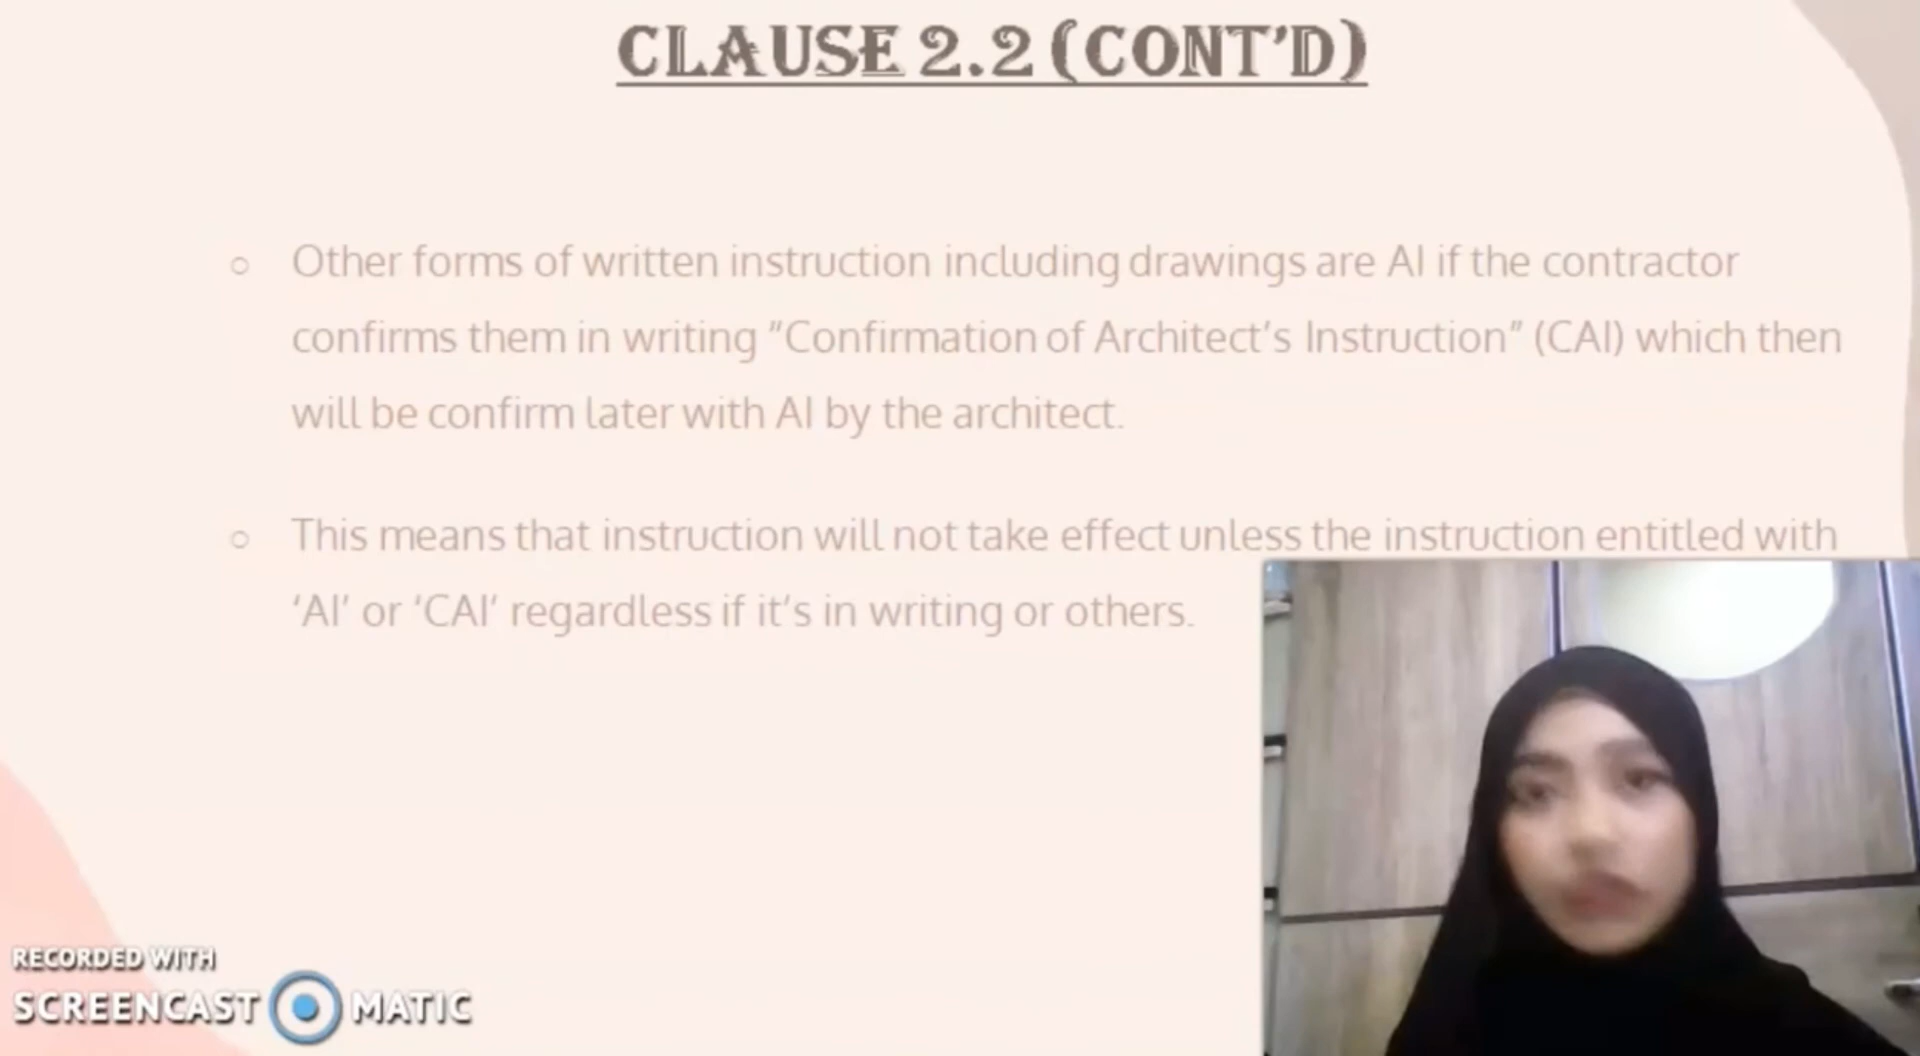 CLAUSE 2.2 (CONT'D)
Other forms of written instruction including drawings are AI if the contractor
confirms them in writing "Confirmation of Architect's Instruction" (CAI) which then
will be confirm later with AI by the architect.
This means that instruction will not take effect unless the instruction entitled with
'AI' or 'CAI' regardless if it's in writing or others.
RECORDED WITH
SCREENCAST MATIC